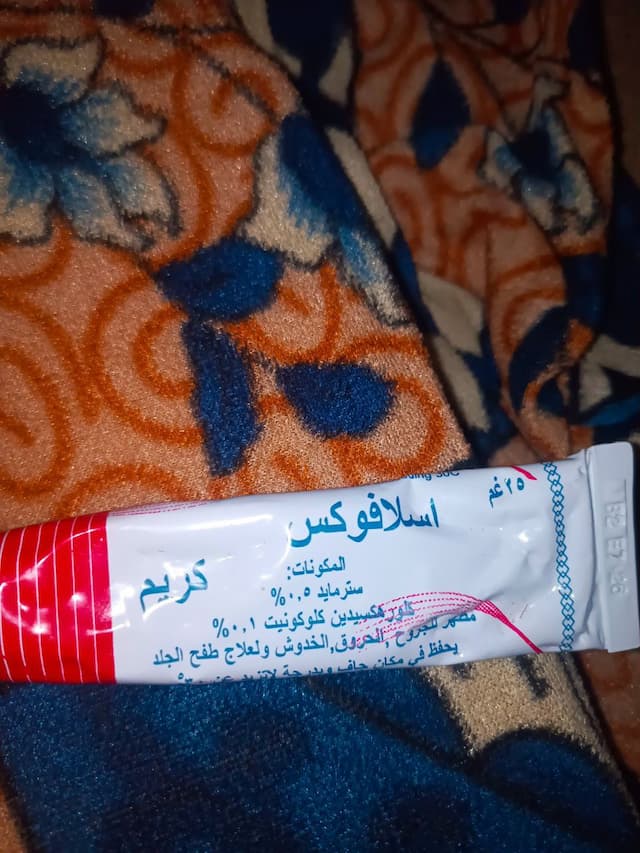 ٢٥ غم
أسلافوكس
كريم
المكونات:
سترمايد ٠,٥%
كلورهكسيدين كلوكونيت ٠,١%
مطهر للجروح ,الحروق,الخدوش ولعلاج طفح الجلد
يحفظ في مكان جاف وبدرجة